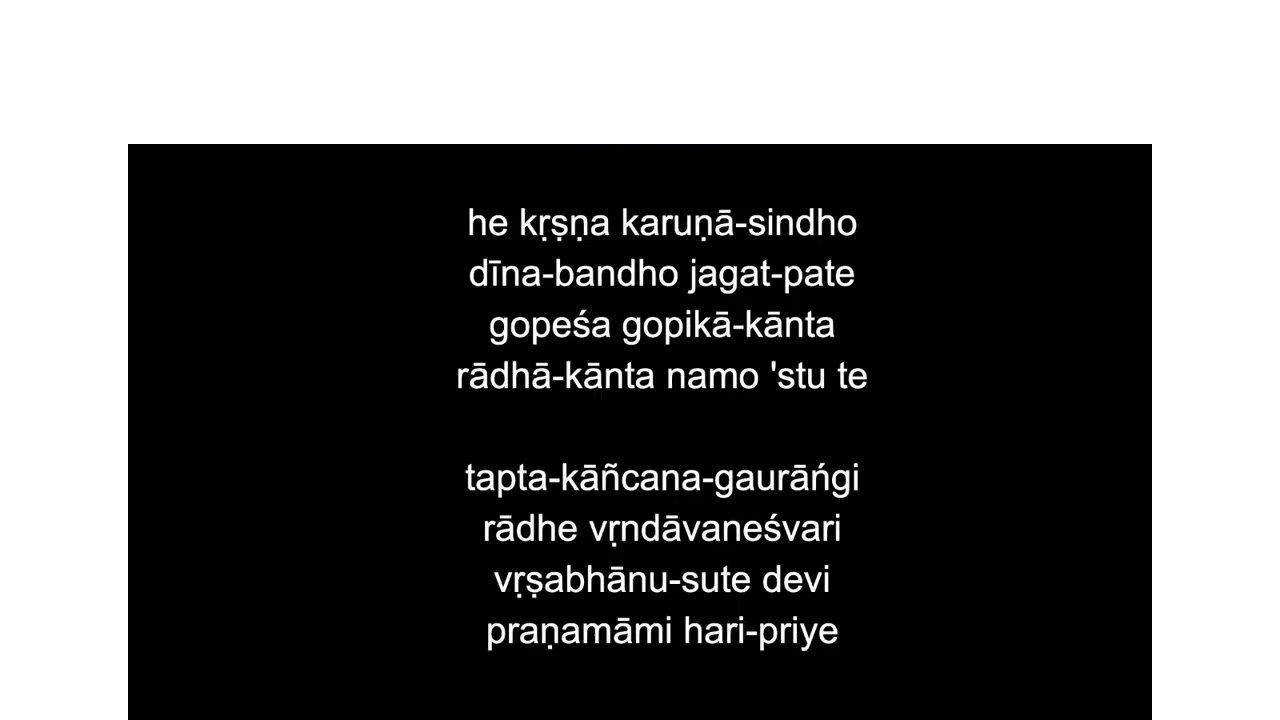 he kṛṣṇa karuṇā-sindho
dīna-bandho jagat-pate
gopeśa gopikā-kānta
rādhā-kānta namo 'stu te
tapta-kāñcana-gaurāńgi
rādhe vṛndāvaneśvari
vṛṣabhānu-sute devi
praṇamāmi hari-priye